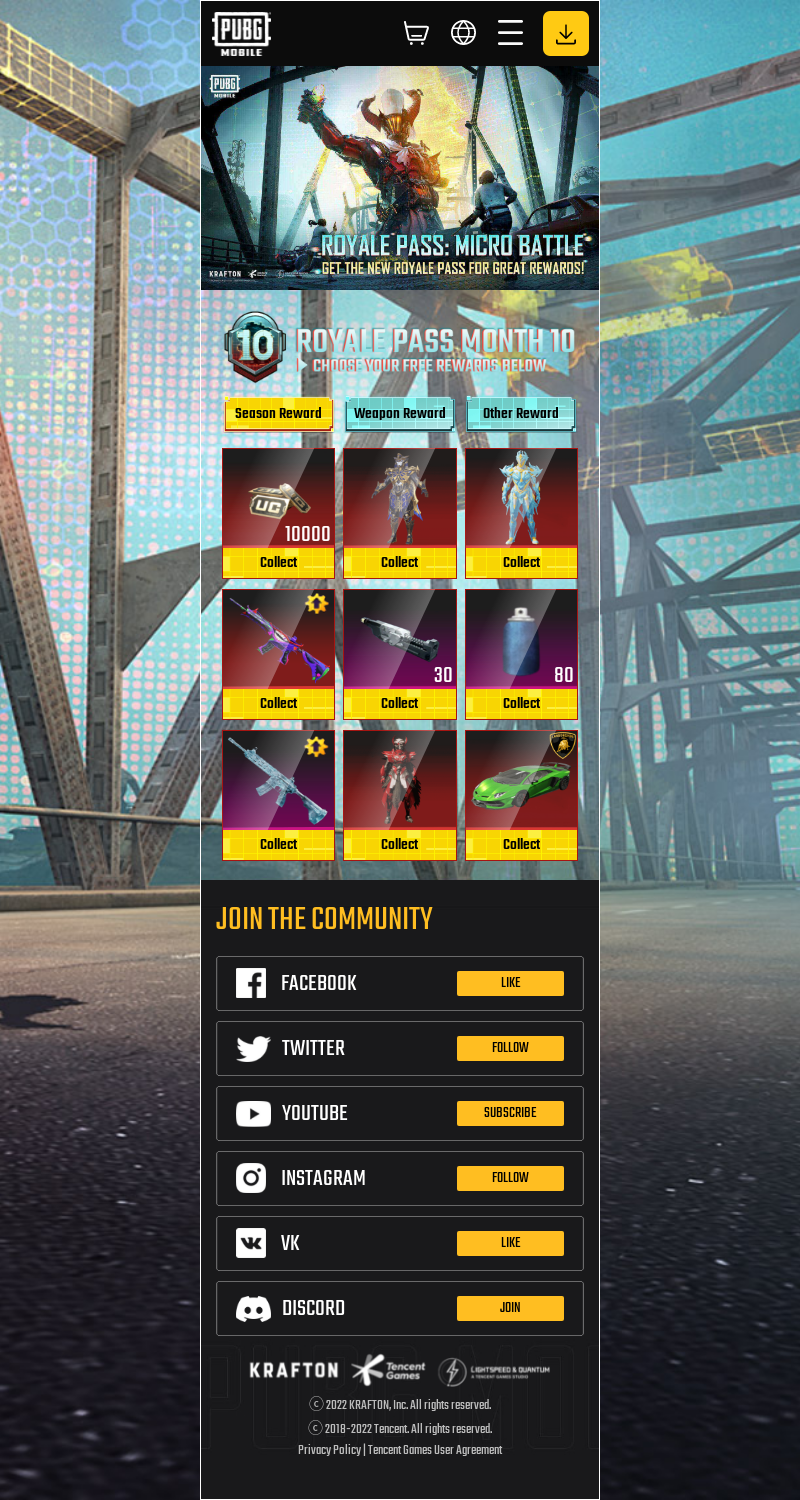 PUBG
MOBILE
PUBG
MOBILE
ROYALE PASS: MICRO BATTLE
GET THE NEW ROYALE PASS FOR GREAT REWARDS!
KRAFTON
10
ROYALE PASS MONTH 10
CHOOSE YOUR FREE REWARDS BELOW
Season Reward
Weapon Reward
Other Reward
UC
10000
Collect
Collect
Collect
30
80
Collect
Collect
Collect
Collect
Collect
Collect
JOIN THE COMMUNITY
FACEBOOK
LIKE
TWITTER
FOLLOW
YOUTUBE
SUBSCRIBE
INSTAGRAM
FOLLOW
VK
LIKE
DISCORD
JOIN
KRAFTON
Tencent
Games
LIGHTSPEED & QUANTUM
A TENCENT GAMES STUDIO
ⓒ 2022 KRAFTON, Inc. All rights reserved.
ⓒ 2018-2022 Tencent. All rights reserved.
Privacy Policy | Tencent Games User Agreement